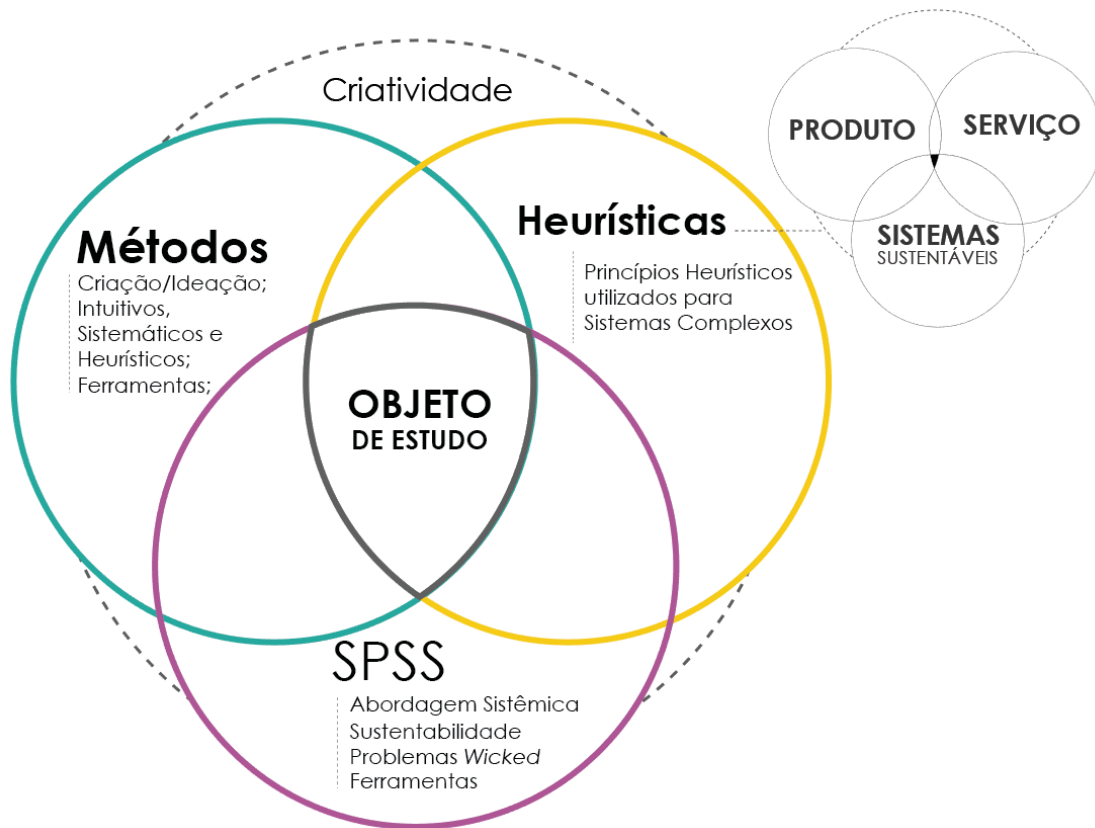 Criatividade
Métodos
Criação/Ideação;
Intuitivos,
Sistemáticos e
Heurísticos;
Ferramentas;
Heurísticas
Princípios Heurísticos
utilizados para
Sistemas Complexos
OBJETO
DE ESTUDO
SPSS
Abordagem Sistêmica
Sustentabilidade
Problemas Wicked
Ferramentas
PRODUTO
SERVIÇO
SISTEMAS
SUSTENTÁVEIS